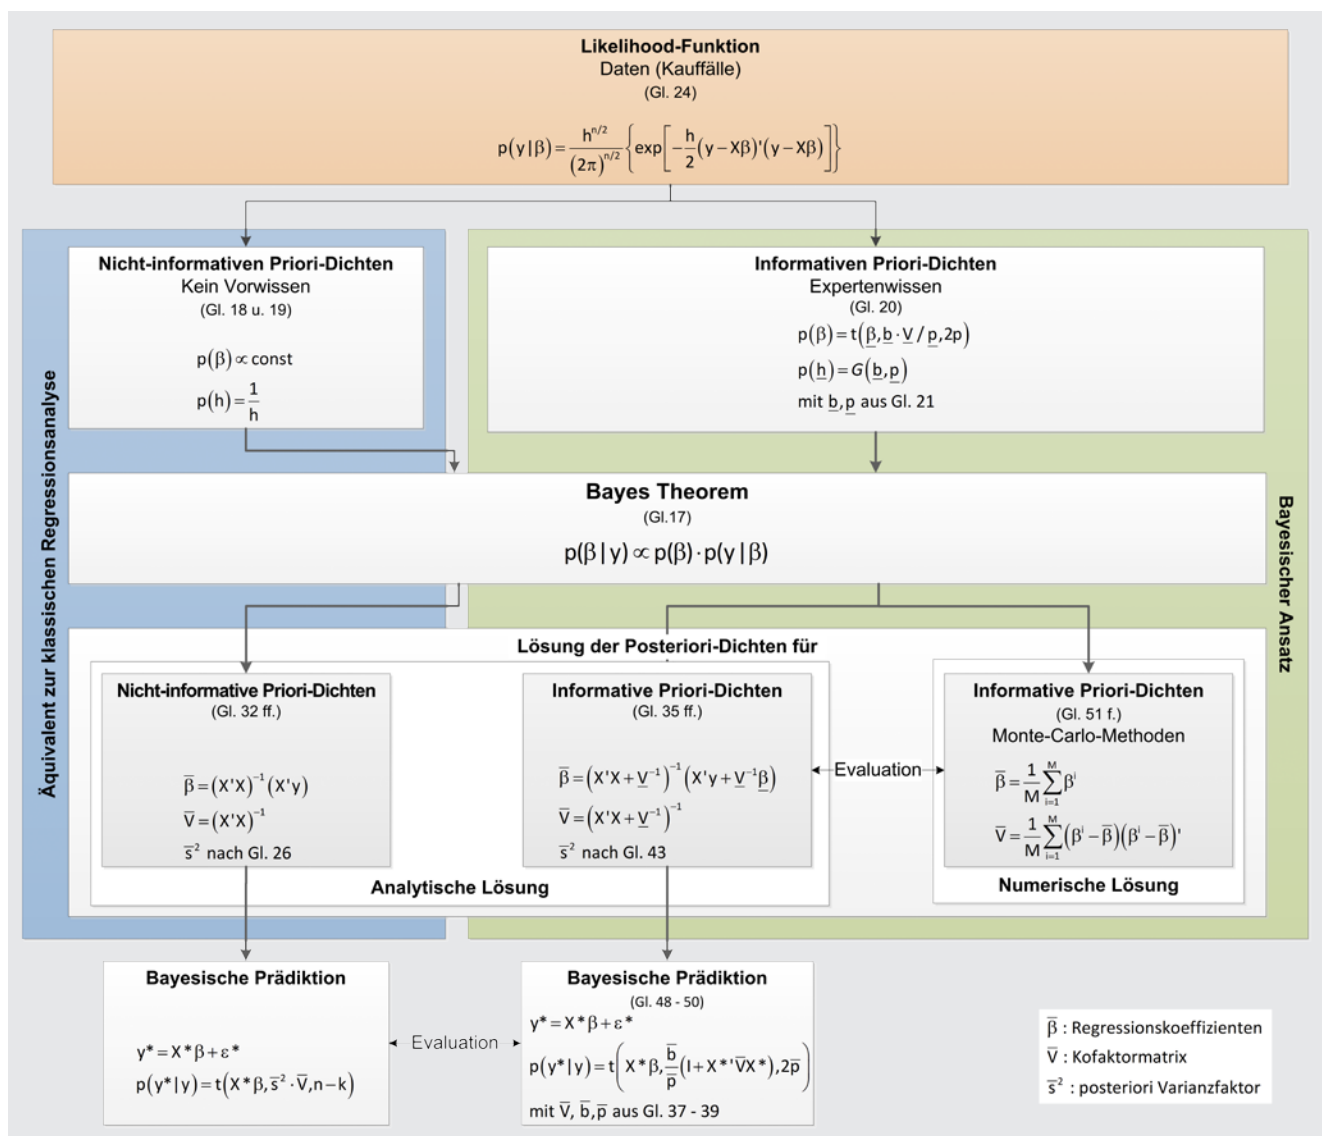 Likelihood-Funktion
Daten (Kauffälle)
(Gl. 24)
p(y|β) = h^{n/2} / (2π)^{n/2} {exp[−h/2 (y−Xβ)'(y−Xβ)]}
Nicht-informativen Priori-Dichten
Kein Vorwissen
(Gl. 18 u. 19)
p(β) ∝ const
p(h) = 1/h
Informativen Priori-Dichten
Expertenwissen
(Gl. 20)
p(β) = t(β̲, b̲ · V̲ / p̲, 2p)
p(h̲) = G(b̲, p̲)
mit b̲, p̲ aus Gl. 21
Äquivalent zur klassischen Regressionsanalyse
Bayesischer Ansatz
Bayes Theorem
(Gl.17)
p(β | y) ∝ p(β) · p(y | β)
Lösung der Posteriori-Dichten für
Nicht-informative Priori-Dichten
(Gl. 32 ff.)
β̅ = (X'X)⁻¹ (X'y)
V̅ = (X'X)⁻¹
s̅² nach Gl. 26
Informative Priori-Dichten
(Gl. 35 ff.)
β̅ = (X'X + V̲⁻¹)⁻¹ (X'y + V̲⁻¹β̲)
V̅ = (X'X + V̲⁻¹)⁻¹
s̅² nach Gl. 43
Analytische Lösung
Evaluation
Informative Priori-Dichten
(Gl. 51 f.)
Monte-Carlo-Methoden
β̅ = 1/M ∑_{i=1}^{M} βⁱ
V̅ = 1/M ∑_{i=1}^{M} (βⁱ − β̅)(βⁱ − β̅)'
Numerische Lösung
Bayesische Prädiktion
y* = X*β + ε*
p(y*|y) = t(X*β, s̅² · V̅, n−k)
Evaluation
Bayesische Prädiktion
(Gl. 48 - 50)
y* = X*β + ε*
p(y*|y) = t(X*β, b̅/p̅ (I + X*'V̅X*), 2p̅)
mit V̅, b̅, p̅ aus Gl. 37 - 39
β̅ : Regressionskoeffizienten
V̅ : Kofaktormatrix
s̅² : posteriori Varianzfaktor